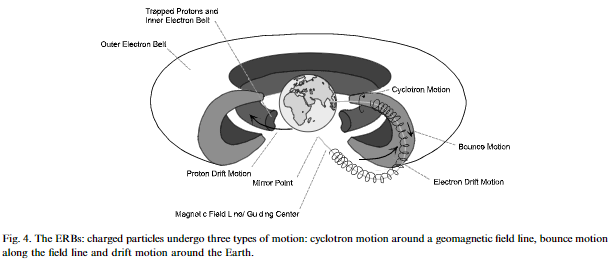 Trapped Protons and
Inner Electron Belt
Outer Electron Belt
Cyclotron Motion
Bounce Motion
Proton Drift Motion
Electron Drift Motion
Mirror Point
Magnetic Field Line/ Guiding Center
Fig. 4. The ERBs: charged particles undergo three types of motion: cyclotron motion around a geomagnetic field line, bounce motion
along the field line and drift motion around the Earth.